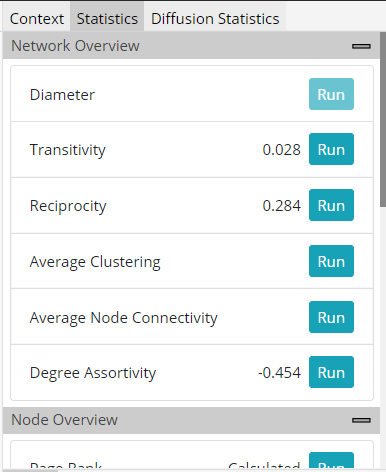 Context Statistics Diffusion Statistics
Network Overview
Diameter Run
Transitivity 0.028 Run
Reciprocity 0.284 Run
Average Clustering Run
Average Node Connectivity Run
Degree Assortivity -0.454 Run
Node Overview
Page Rank Calculated Run